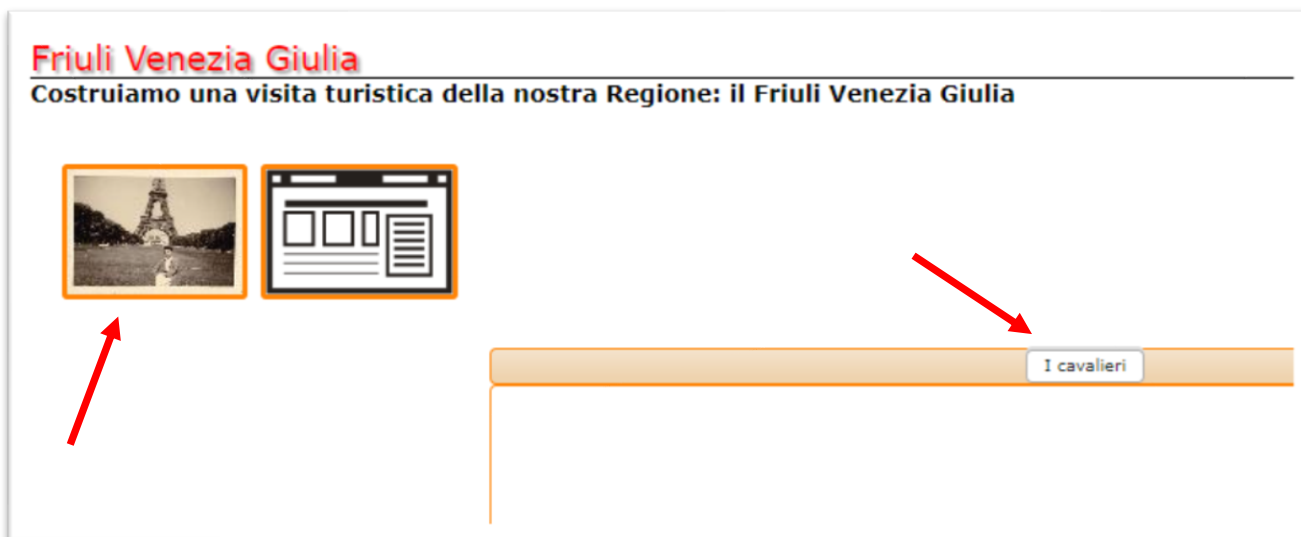 Friuli Venezia Giulia
Costruiamo una visita turistica della nostra Regione: il Friuli Venezia Giulia
I cavalieri